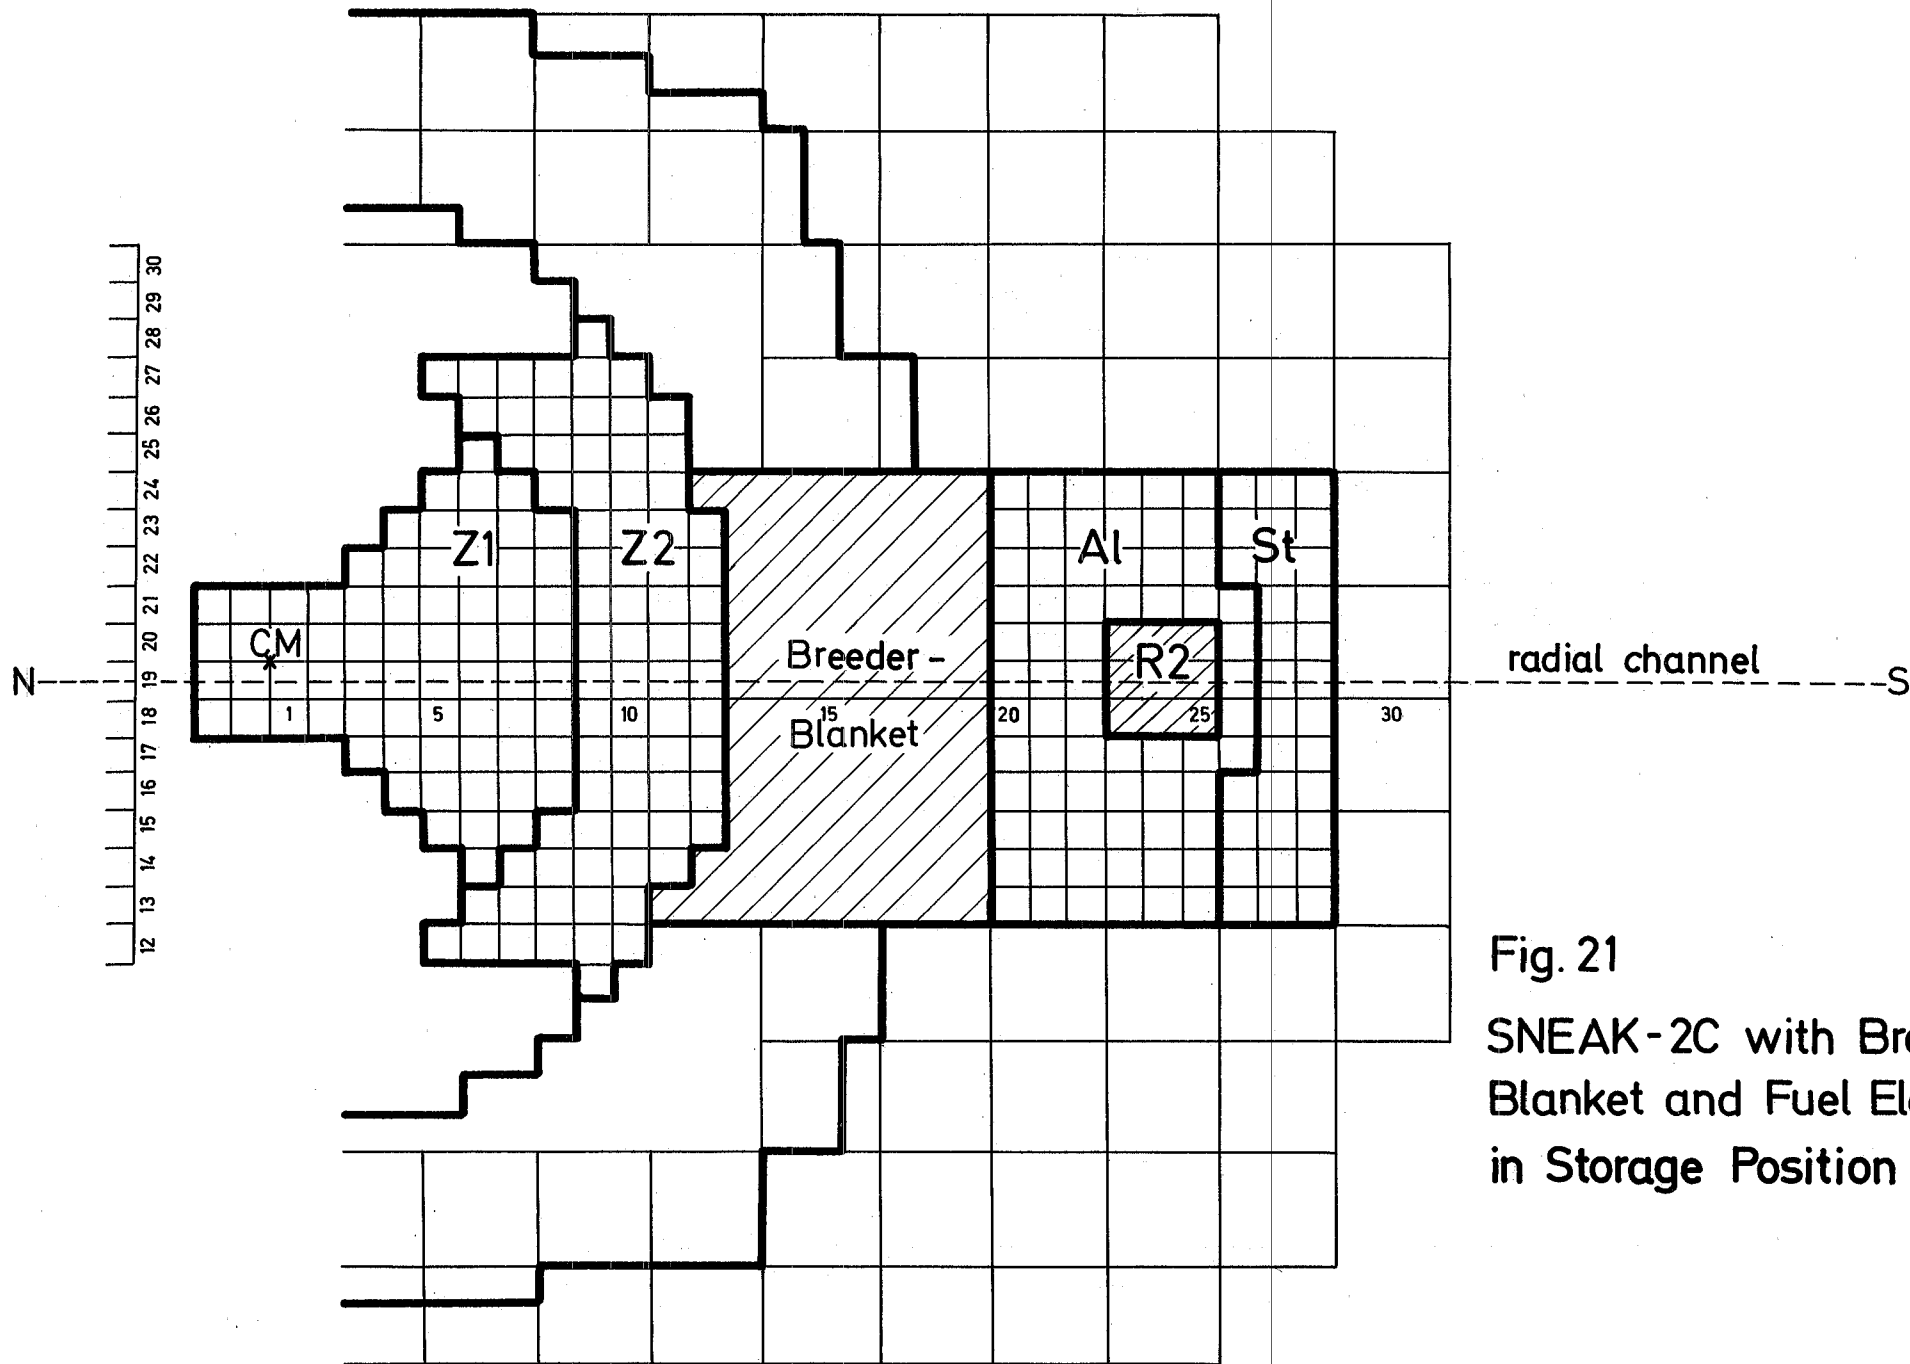 30
29
28
27
26
25
24
23
22
21
20
19
18
17
16
15
14
13
12
Z1
Z2
Al
St
CM
Breeder -
Blanket
R2
N
radial channel
S
1
5
10
15
20
25
30
Fig. 21
SNEAK-2C with
Blanket and Fuel
in Storage Position